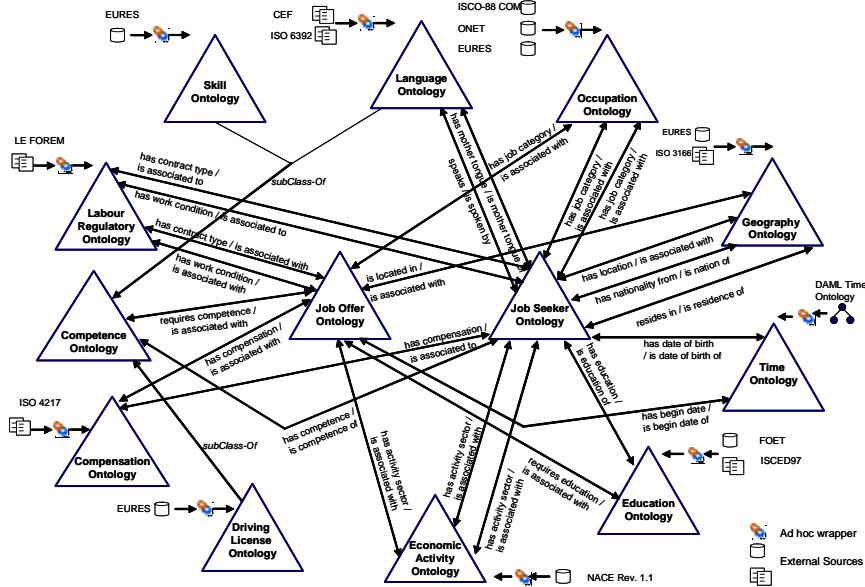 EURES
CEF
ISO 6392
ISCO-88 COM
ONET
EURES
Skill
Ontology
Language
Ontology
Occupation
Ontology
LE FOREM
EURES
ISO 3166
has contract type /
is associated to
subClass-Of
has mother tongue / is mother tongue of
speaks / is spoken by
has job category /
is associated with
has job category /
is associated with
has job category /
is associated with
Labour
Regulatory
Ontology
has work condition / is associated to
has contract type / is associated with
has work condition /
is associated with
Geography
Ontology
is located in /
is associated with
has location / is associated with
has nationality from / is nation of
resides in / is residence of
DAML Time
Ontology
Job Offer
Ontology
Job Seeker
Ontology
Competence
Ontology
requires competence /
is associated with
has compensation /
is associated with
has compensation /
is associated to
has education /
is education of
has date of birth
/ is date of birth of
Time
Ontology
ISO 4217
has begin date /
is begin date of
has competence /
is competence of
subClass-Of
Compensation
Ontology
has activity sector /
is associated with
has activity sector /
is associated with
has activity sector /
is associated with
requires education /
is associated with
FOET
ISCED97
EURES
Driving
License
Ontology
Education
Ontology
Economic
Activity
Ontology
NACE Rev. 1.1
Ad hoc wrapper
External Sources